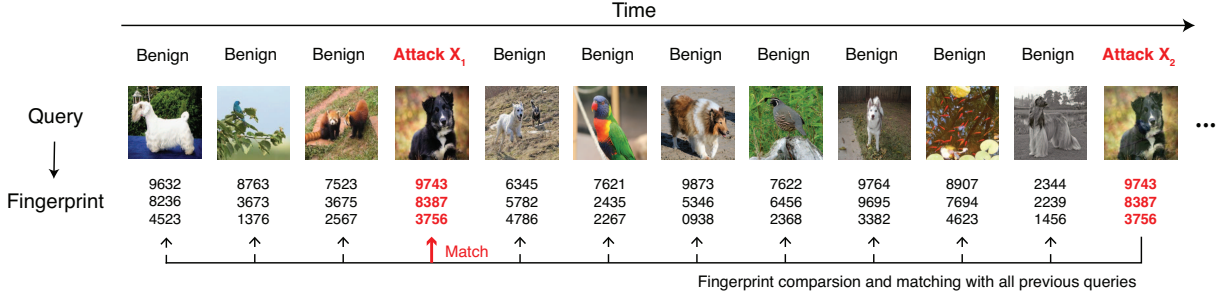 Time
Benign Benign Benign Attack X₁ Benign Benign Benign Benign Benign Benign Benign Attack X₂
Query
...
Fingerprint
9632 8763 7523 9743 6345 7621 9873 7622 9764 8907 2344 9743
8236 3673 3675 8387 5782 2435 5346 6456 9695 7694 2239 8387
4523 1376 2567 3756 4786 2267 0938 2368 3382 4623 1456 3756
Match
Fingerprint comparsion and matching with all previous queries